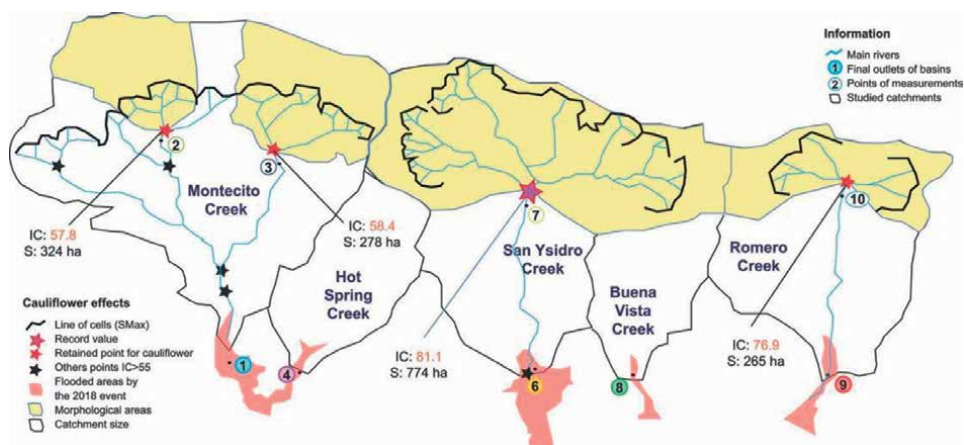 Information
Main rivers
1 Final outlets of basins
2 Points of measurements
Studied catchments
2
3
Montecito
Creek
IC: 57.8
S: 324 ha
IC: 58.4
S: 278 ha
Hot
Spring
Creek
7
San Ysidro
Creek
Buena
Vista
Creek
Romero
Creek
10
IC: 81.1
S: 774 ha
IC: 76.9
S: 265 ha
1
4
6
8
9
Cauliflower effects
Line of cells (SMax)
Record value
Retained point for cauliflower
Others points IC>55
Flooded areas by
the 2018 event
Morphological areas
Catchment size